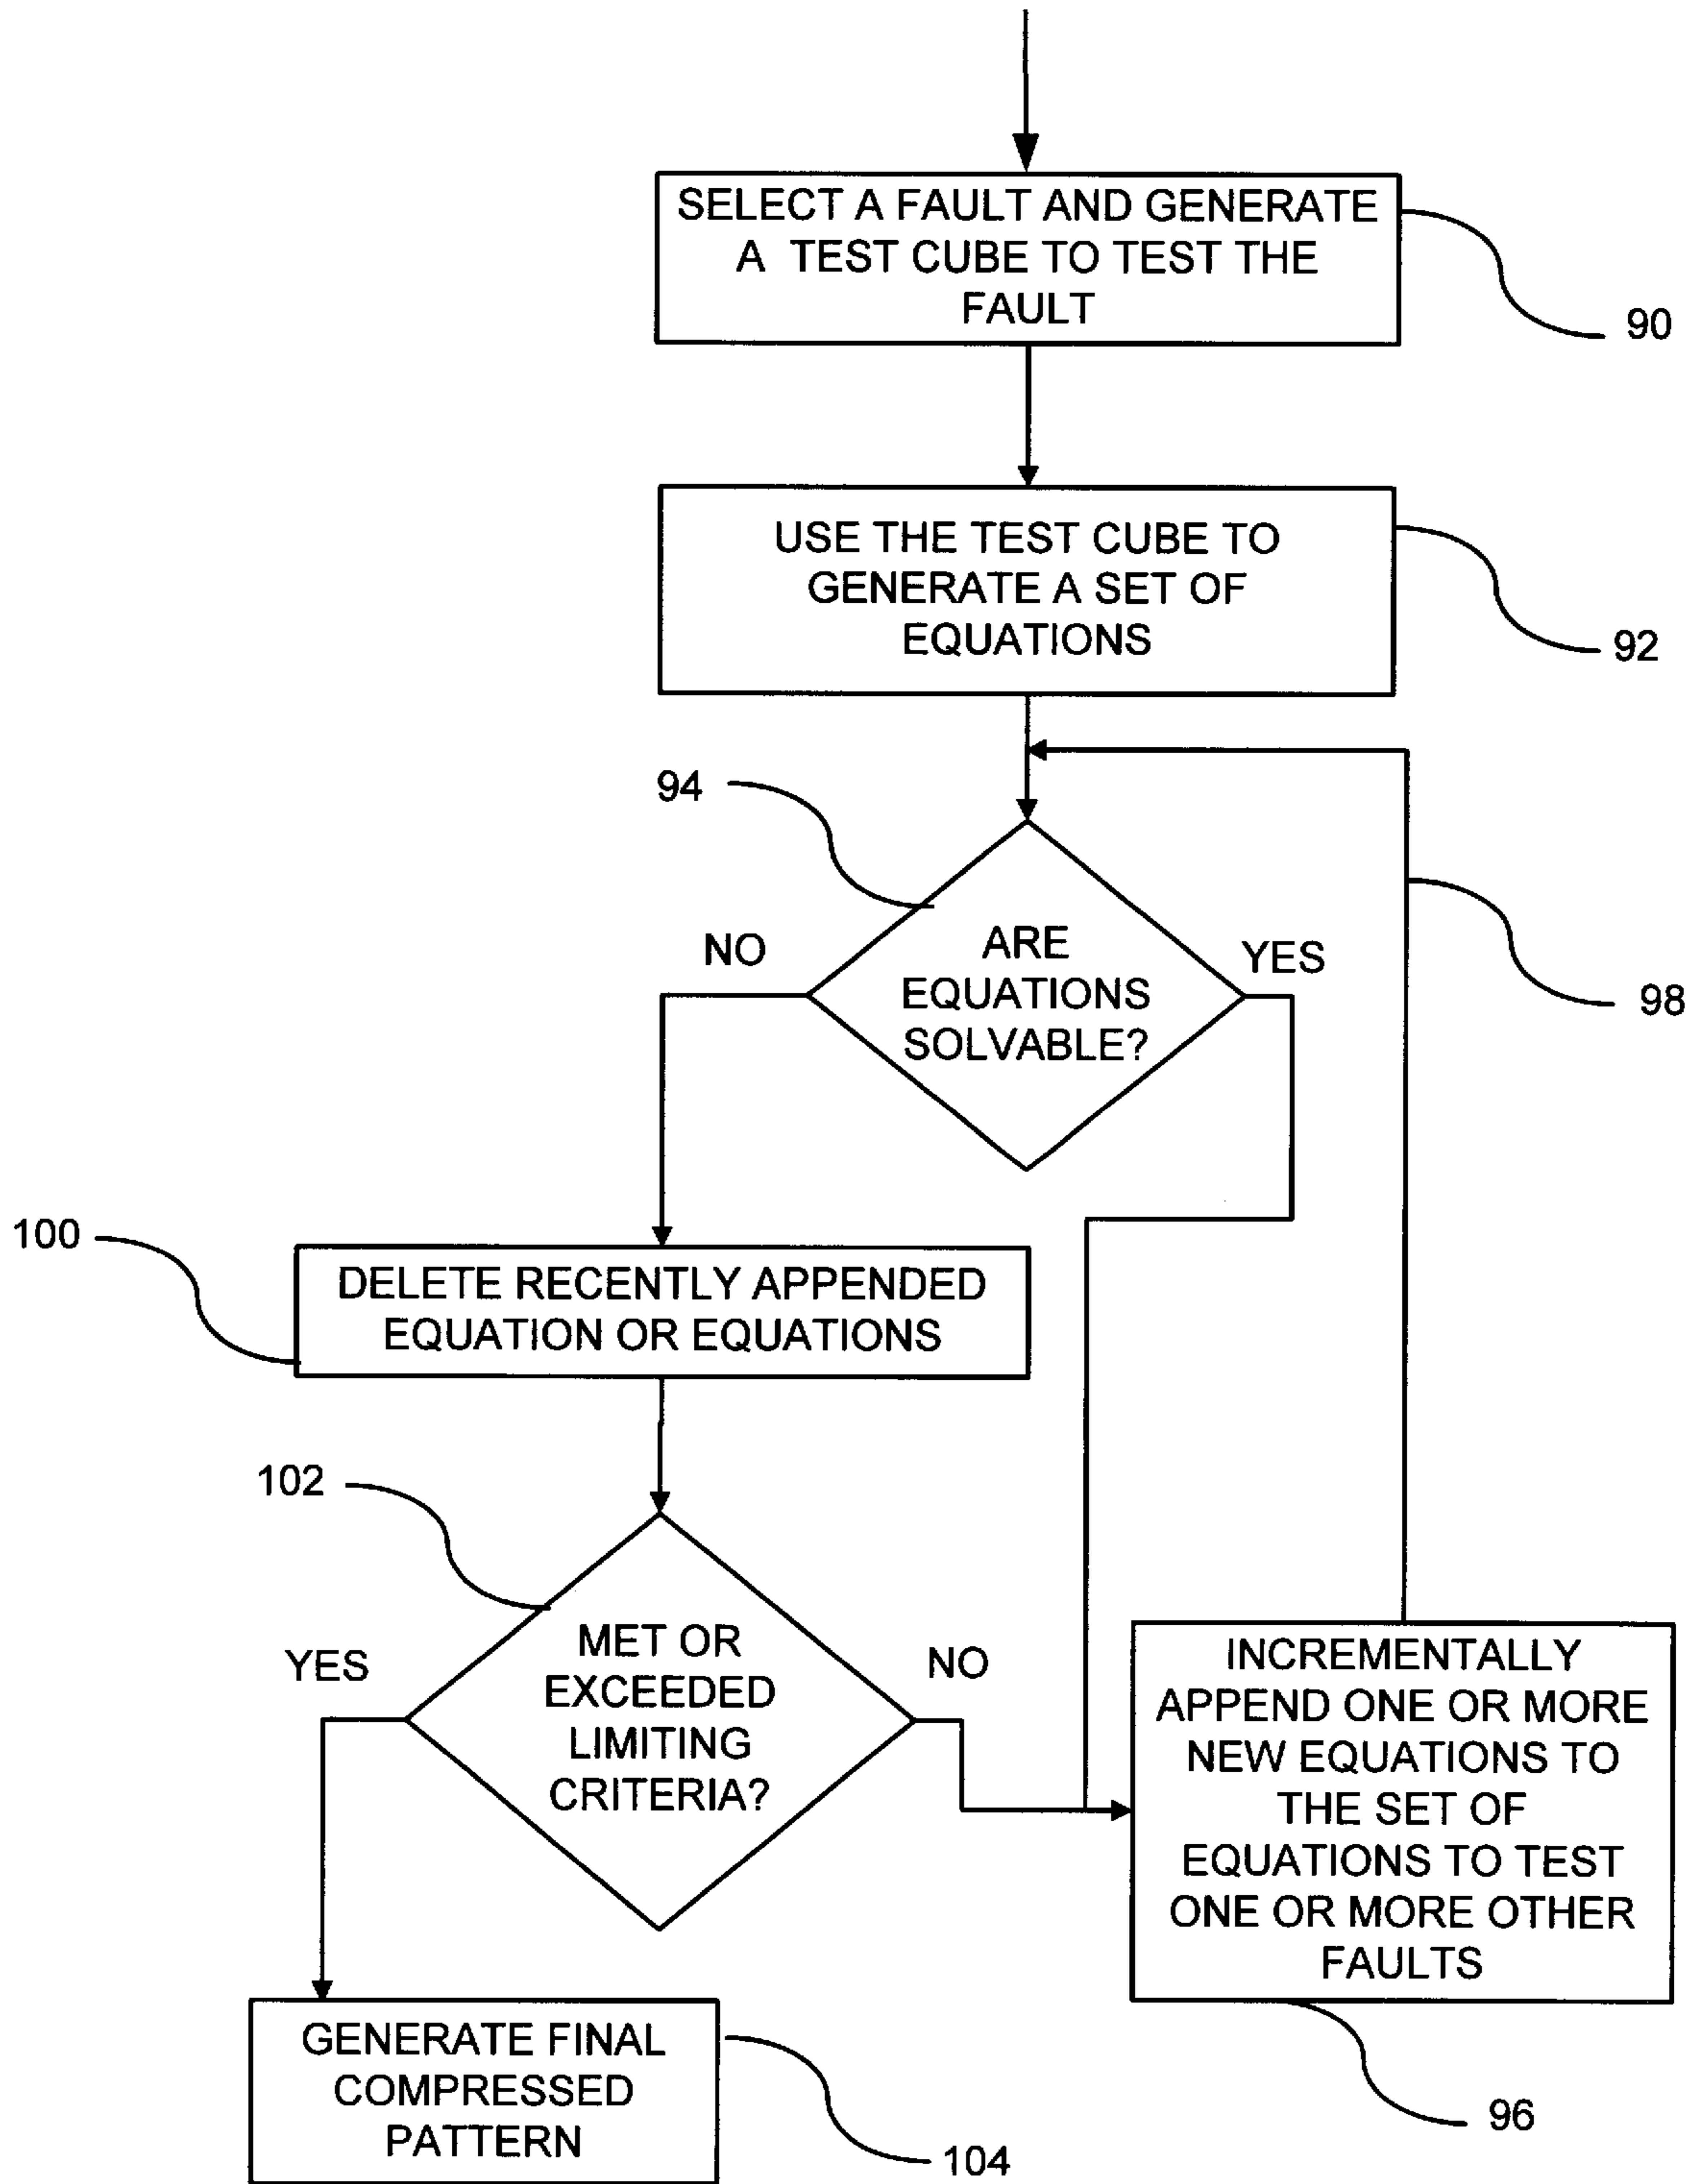 SELECT A FAULT AND GENERATE
A TEST CUBE TO TEST THE
FAULT
90
USE THE TEST CUBE TO
GENERATE A SET OF
EQUATIONS
92
94
NO
ARE
EQUATIONS
SOLVABLE?
YES
98
100
DELETE RECENTLY APPENDED
EQUATION OR EQUATIONS
102
YES
MET OR
EXCEEDED
LIMITING
CRITERIA?
NO
INCREMENTALLY
APPEND ONE OR MORE
NEW EQUATIONS TO
THE SET OF
EQUATIONS TO TEST
ONE OR MORE OTHER
FAULTS
96
GENERATE FINAL
COMPRESSED
PATTERN
104